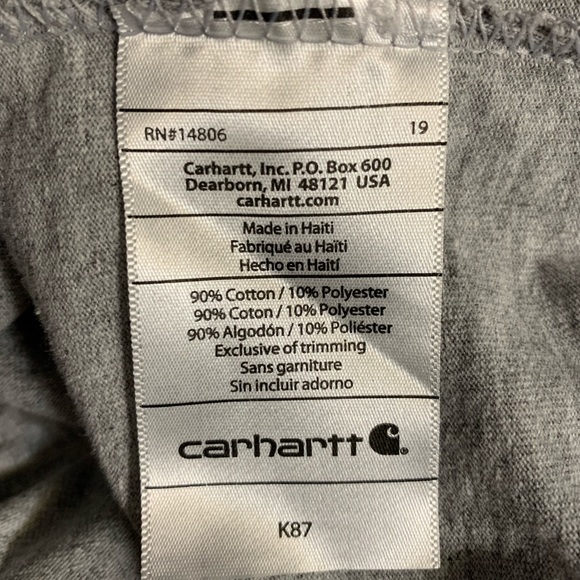 RN#14806 19
Carhartt, Inc. P.O. Box 600
Dearborn, MI 48121 USA
carhartt.com
Made in Haiti
Fabriqué au Haïti
Hecho en Haití
90% Cotton / 10% Polyester
90% Coton / 10% Polyester
90% Algodón / 10% Poliéster
Exclusive of trimming
Sans garniture
Sin incluir adorno
carhartt
K87